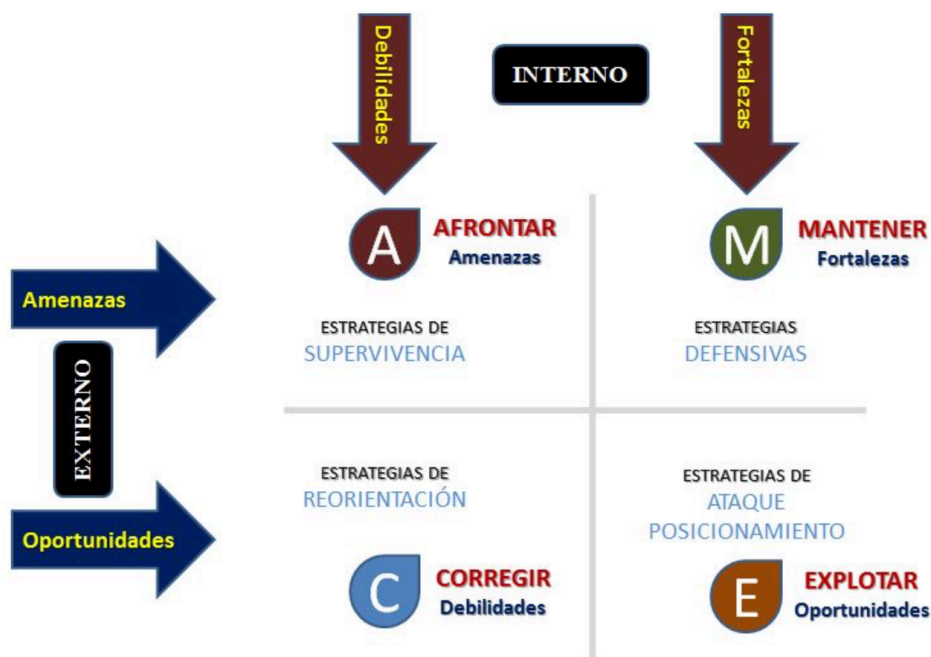 Debilidades
INTERNO
Fortalezas
A
AFRONTAR
Amenazas
M
MANTENER
Fortalezas
Amenazas
ESTRATEGIAS DE
SUPERVIVENCIA
ESTRATEGIAS
DEFENSIVAS
EXTERNO
ESTRATEGIAS DE
REORIENTACIÓN
ESTRATEGIAS DE
ATAQUE
POSICIONAMIENTO
Oportunidades
C
CORREGIR
Debilidades
E
EXPLOTAR
Oportunidades